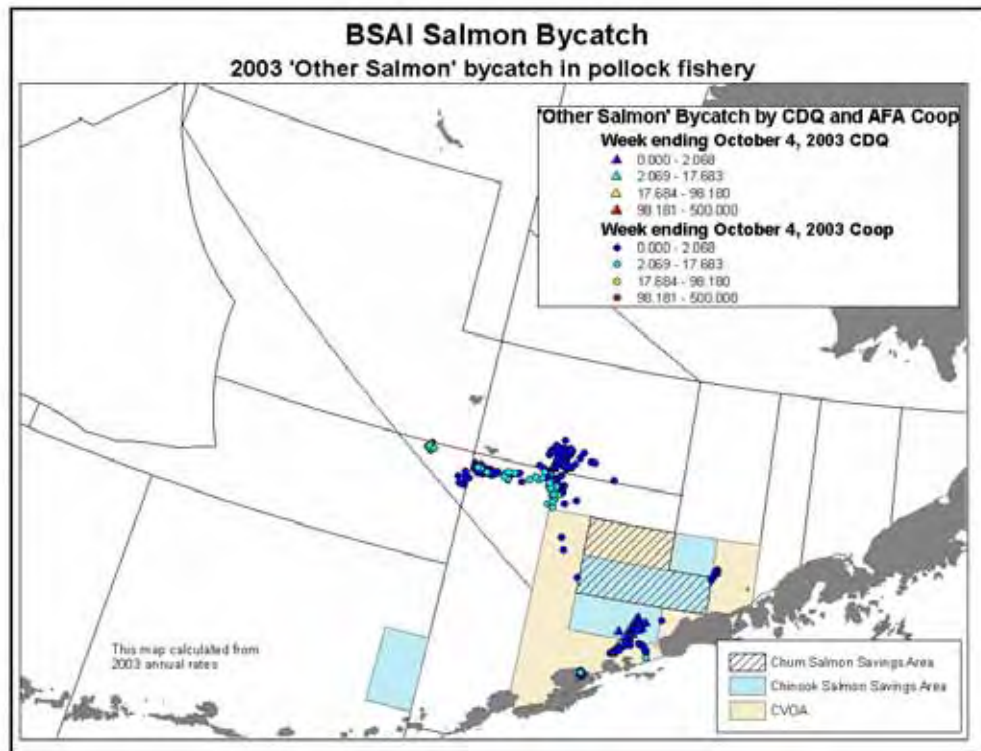 BSAI Salmon Bycatch
2003 'Other Salmon' bycatch in pollock fishery
'Other Salmon' Bycatch by CDQ and AFA Coop
Week ending October 4, 2003 CDQ
0.000 - 2.068
2.069 - 17.683
17.684 - 98.180
98.181 - 500.000
Week ending October 4, 2003 Coop
0.000 - 2.068
2.069 - 17.683
17.684 - 98.180
98.181 - 500.000
This map calculated from
2003 annual rates
Chum Salmon Savings Area
Chinook Salmon Savings Area
CVOA